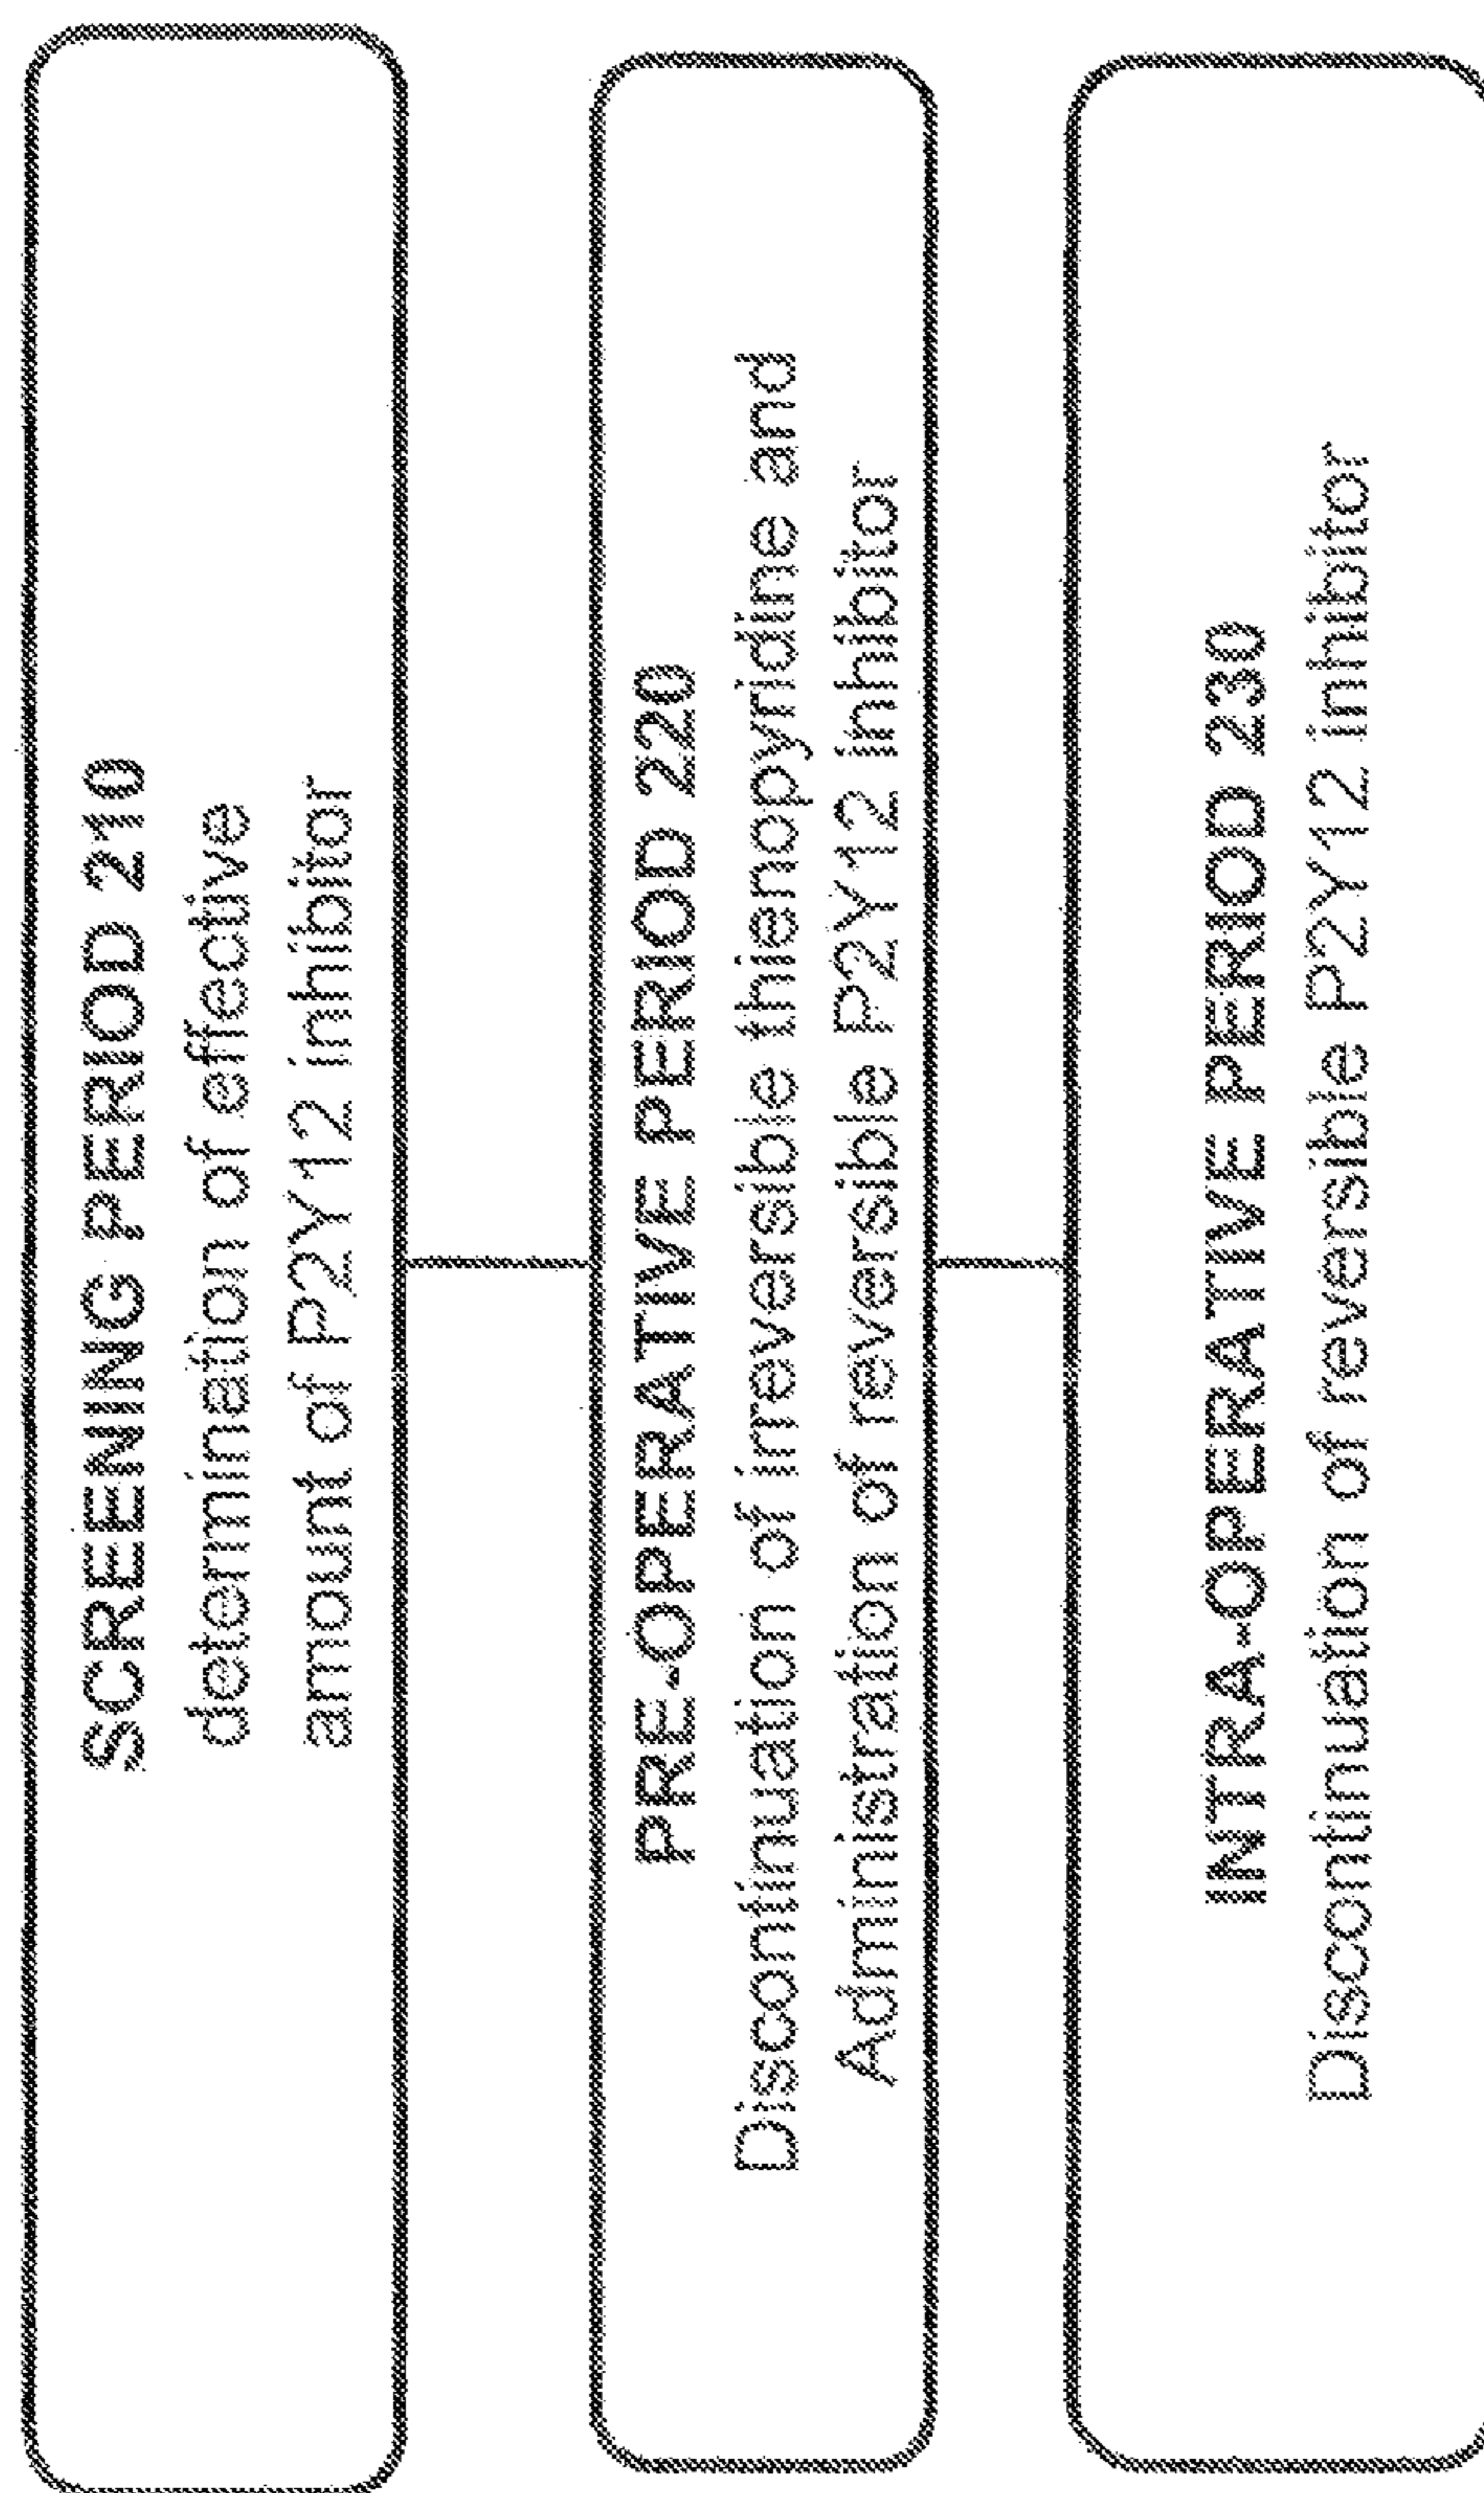 SCREENING PERIOD 210
determination of effective
amount of P2Y12 inhibitor
PRE-OPERATIVE PERIOD 220
Discontinuation of irreversible thienopyridine and
Administration of reversible P2Y12 inhibitor
INTRA-OPERATIVE PERIOD 230
Discontinuation of reversible P2Y12 inhibitor